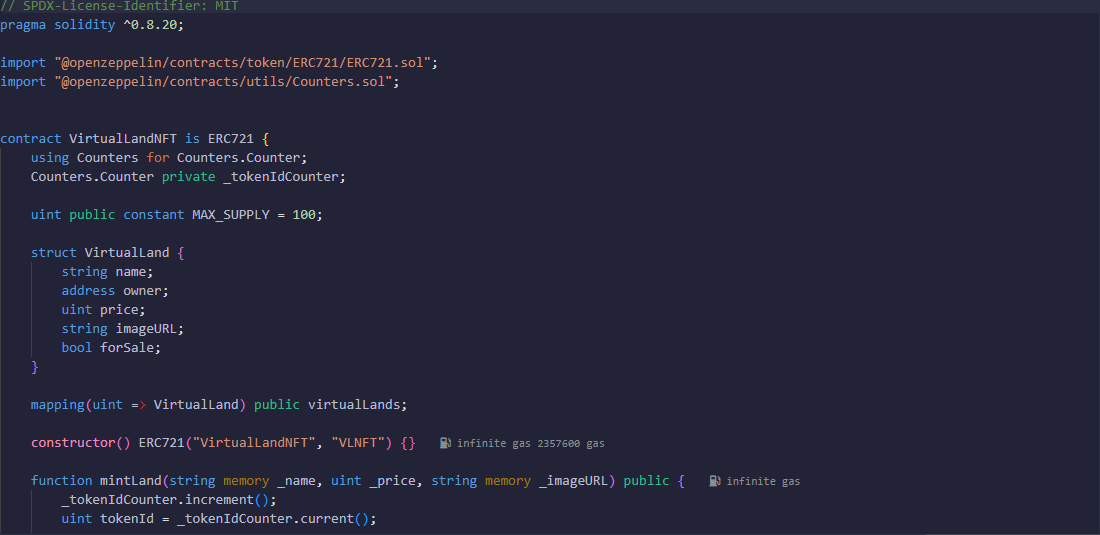 // SPDX-License-Identifier: MIT
pragma solidity ^0.8.20;
import "@openzeppelin/contracts/token/ERC721/ERC721.sol";
import "@openzeppelin/contracts/utils/Counters.sol";
contract VirtualLandNFT is ERC721 {
using Counters for Counters.Counter;
Counters.Counter private _tokenIdCounter;
uint public constant MAX_SUPPLY = 100;
struct VirtualLand {
string name;
address owner;
uint price;
string imageURL;
bool forSale;
}
mapping(uint => VirtualLand) public virtualLands;
constructor() ERC721("VirtualLandNFT", "VLNFT") {} infinite gas 2357600 gas
function mintLand(string memory _name, uint _price, string memory _imageURL) public { infinite gas
_tokenIdCounter.increment();
uint tokenId = _tokenIdCounter.current();